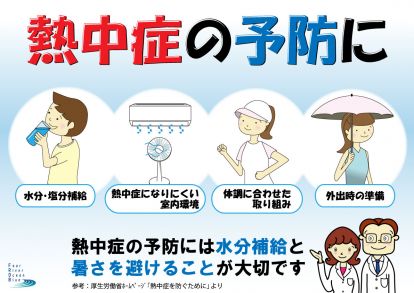 熱中症の予防に
水分・塩分補給
熱中症になりにくい
室内環境
体調に合わせた
取り組み
外出時の準備
熱中症の予防には水分補給と
暑さを避けることが大切です
参考:厚生労働省ホームページ「熱中症を防ぐために」より
Four
River
Ocean
Blue